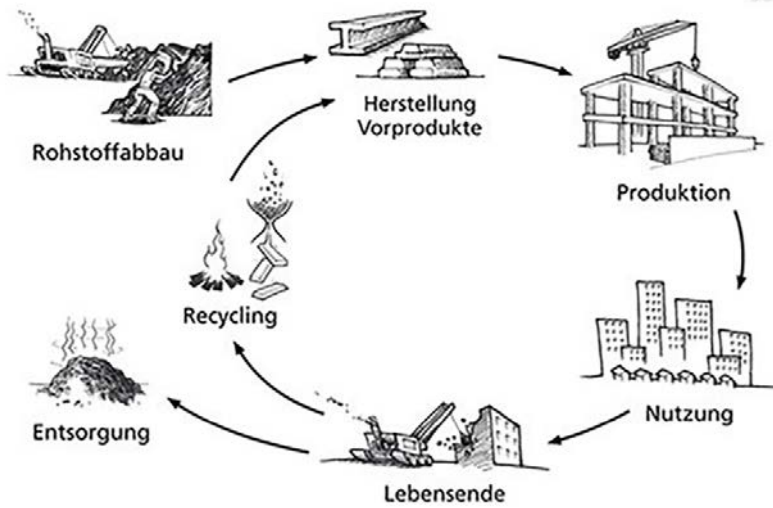 Rohstoffabbau
Herstellung
Vorprodukte
Produktion
Nutzung
Lebensende
Recycling
Entsorgung